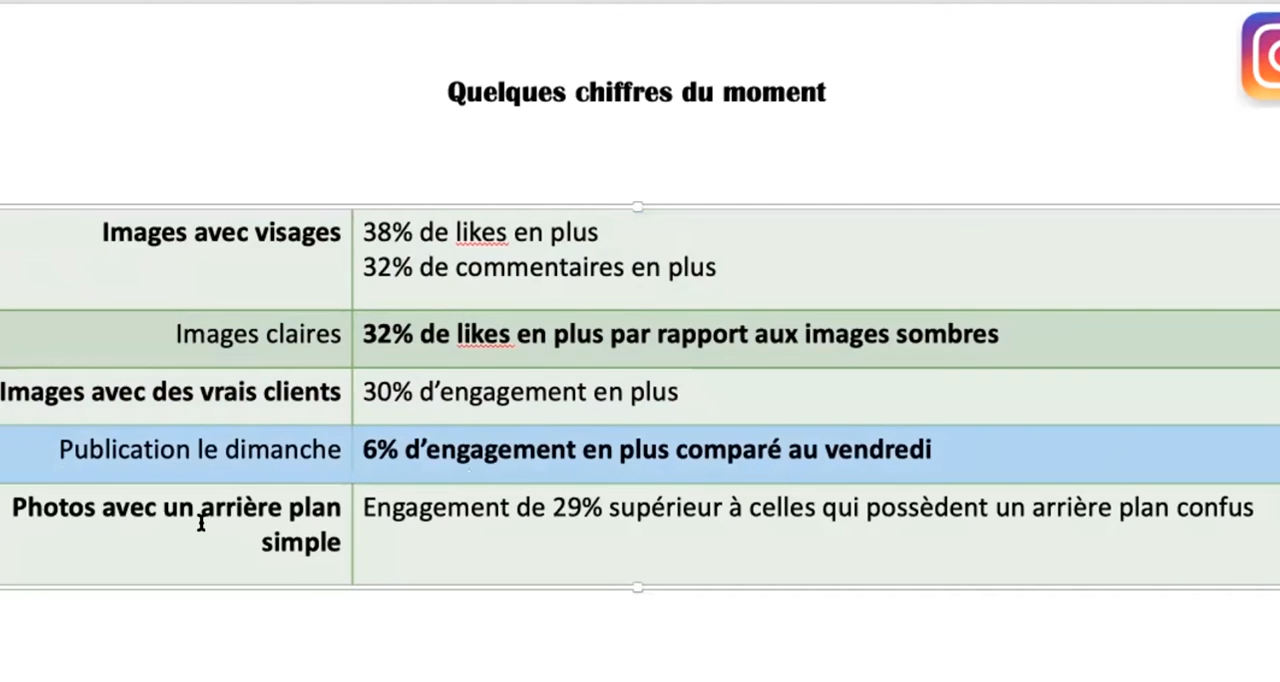 Quelques chiffres du moment
Images avec visages
38% de likes en plus
32% de commentaires en plus
Images claires
32% de likes en plus par rapport aux images sombres
Images avec des vrais clients
30% d’engagement en plus
Publication le dimanche
6% d’engagement en plus comparé au vendredi
Photos avec un arrière plan
simple
Engagement de 29% supérieur à celles qui possèdent un arrière plan confus